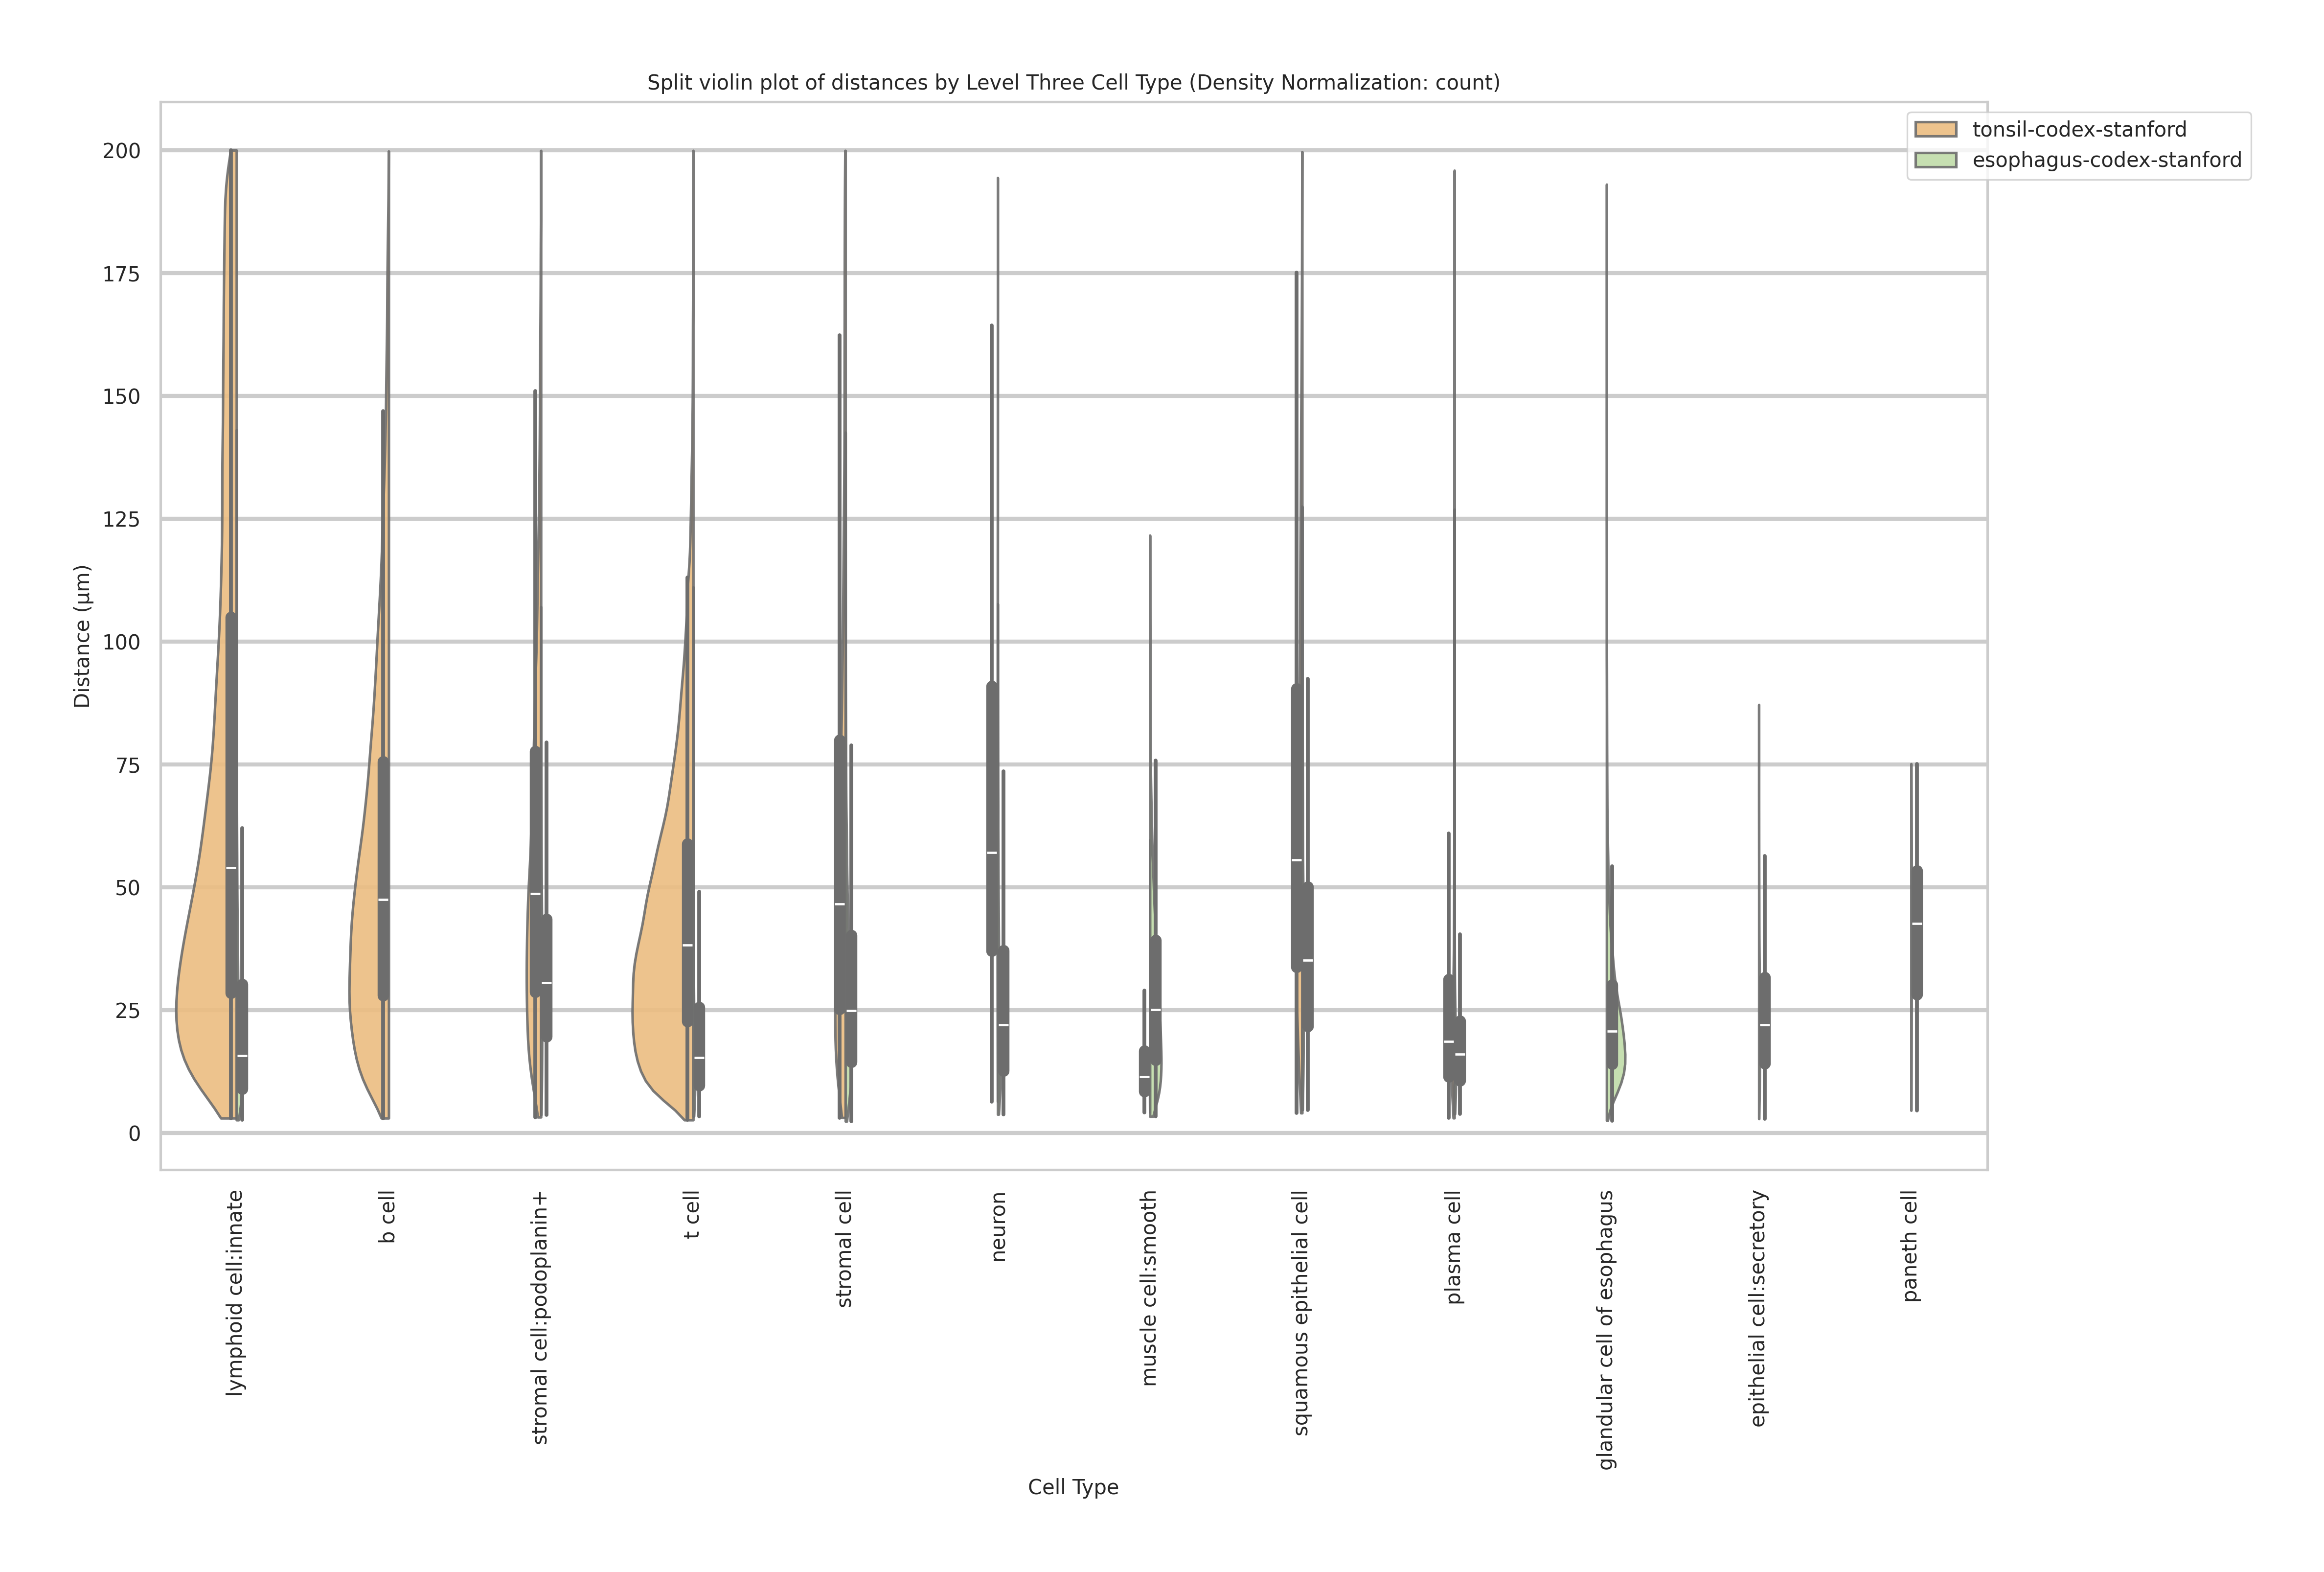 Split violin plot of distances by Level Three Cell Type (Density Normalization: count)
tonsil-codex-stanford
esophagus-codex-stanford
200
175
150
125
100
75
50
25
0
Distance (μm)
lymphoid cell:innate
b cell
stromal cell:podoplanin+
t cell
stromal cell
neuron
muscle cell:smooth
squamous epithelial cell
plasma cell
glandular cell of esophagus
epithelial cell:secretory
paneth cell
Cell Type